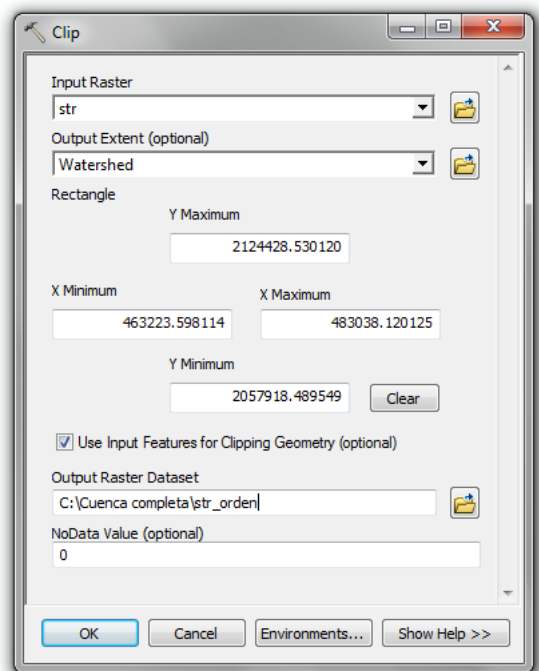 Clip
Input Raster
str
Output Extent (optional)
Watershed
Rectangle
Y Maximum
2124428.530120
X Minimum
X Maximum
463223.598114
483038.120125
Y Minimum
2057918.489549
Clear
Use Input Features for Clipping Geometry (optional)
Output Raster Dataset
C:\Cuenca completa\str_orden
NoData Value (optional)
0
OK
Cancel
Environments...
Show Help >>